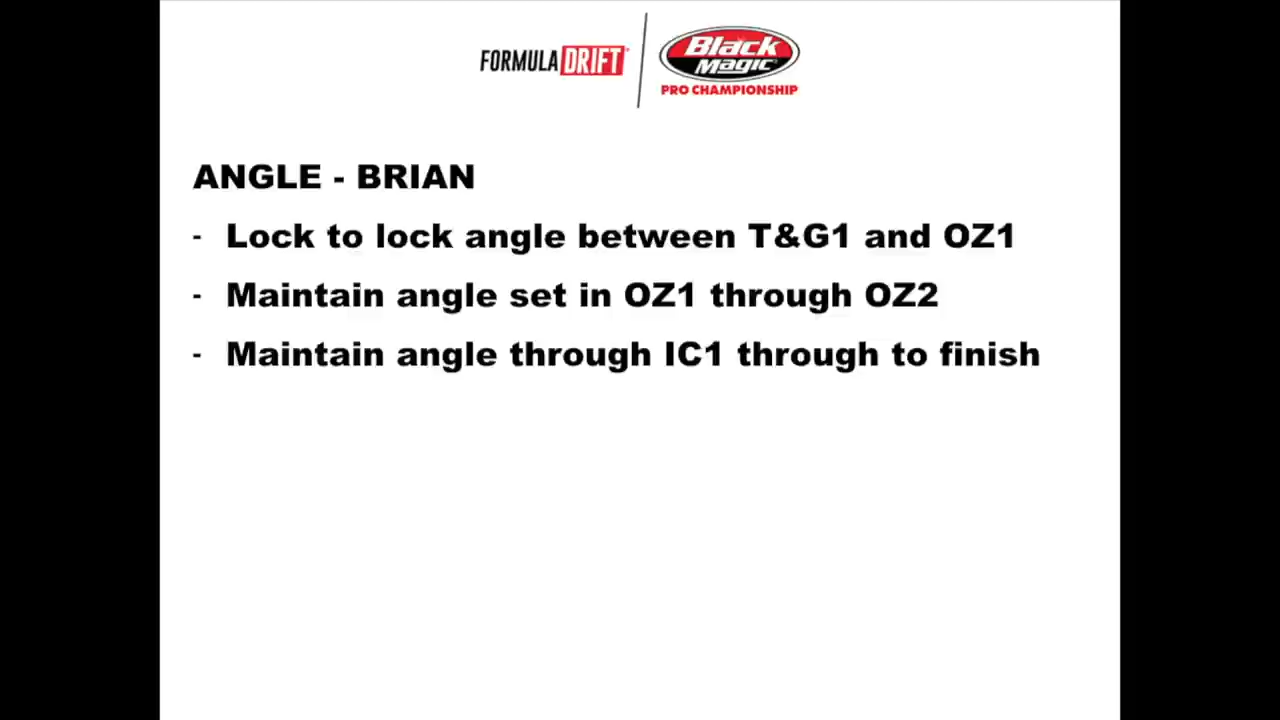 FORMULA DRIFT
Black Magic
PRO CHAMPIONSHIP
ANGLE - BRIAN
- Lock to lock angle between T&G1 and OZ1
- Maintain angle set in OZ1 through OZ2
- Maintain angle through IC1 through to finish